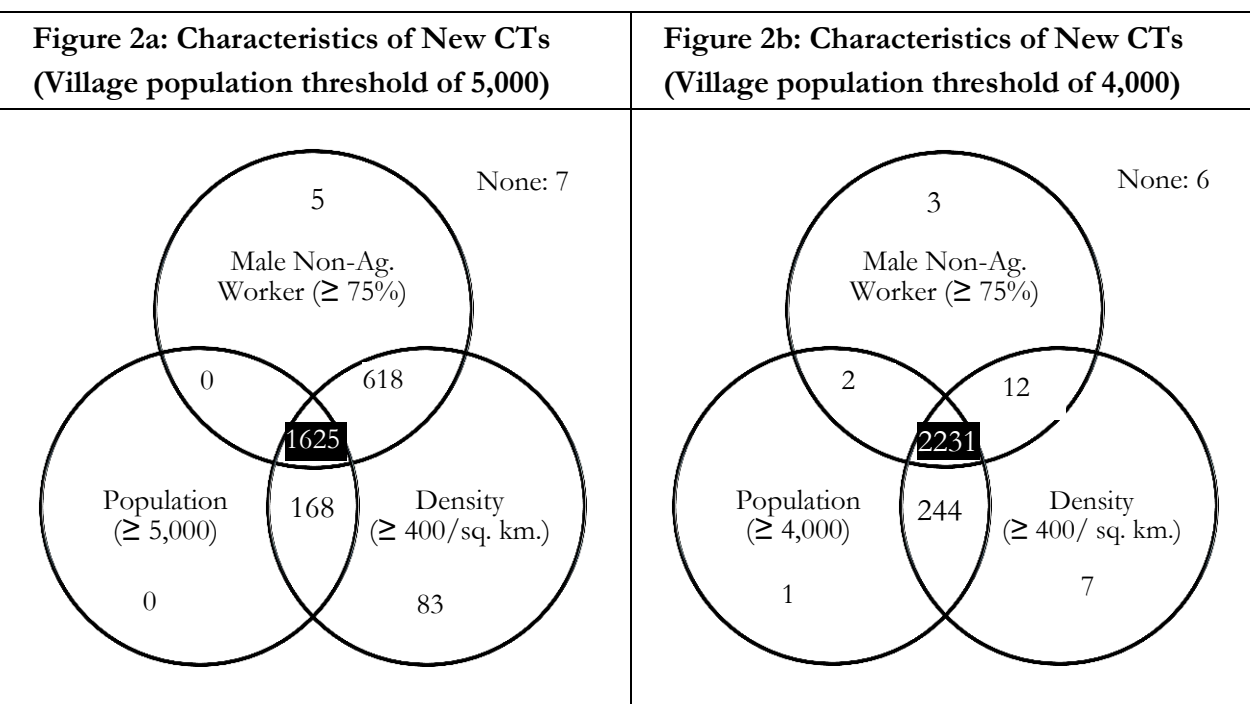 Figure 2a: Characteristics of New CTs
(Village population threshold of 5,000)
None: 7
5
Male Non-Ag.
Worker (≥ 75%)
0
618
1625
Population
(≥ 5,000)
168
Density
(≥ 400/sq. km.)
0
83
Figure 2b: Characteristics of New CTs
(Village population threshold of 4,000)
None: 6
3
Male Non-Ag.
Worker (≥ 75%)
2
12
2231
Population
(≥ 4,000)
244
Density
(≥ 400/ sq. km.)
1
7